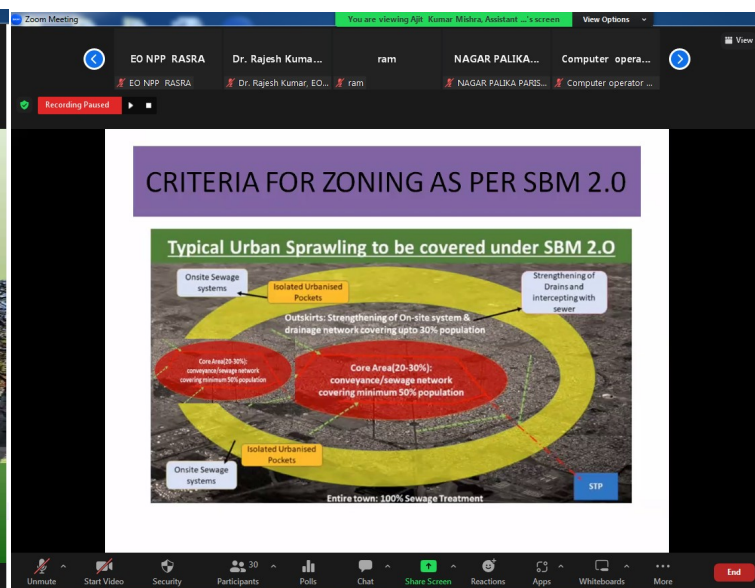 Zoom Meeting
You are viewing Ajit Kumar Mishra, Assistant ...'s screen
View Options
View
EO NPP RASRA
Dr. Rajesh Kuma...
ram
NAGAR PALIKA...
Computer opera...
EO NPP RASRA
Dr. Rajesh Kumar, EO...
ram
NAGAR PALIKA PARIS...
Computer operator ...
Recording Paused
CRITERIA FOR ZONING AS PER SBM 2.0
Typical Urban Sprawling to be covered under SBM 2.O
Onsite Sewage
systems
Isolated Urbanised
Pockets
Strengthening of
Drains and
intercepting with
sewer
Outskirts: Strengthening of On-site system &
drainage network covering upto 30% population
Core Area(20-30%):
conveyance/sewage network
covering minimum 50% population
Core Area(20-30%):
conveyance/sewage network
covering minimum 50% population
Isolated Urbanised
Pockets
Onsite Sewage
systems
STP
Entire town: 100% Sewage Treatment
Unmute
Start Video
Security
Participants
30
Polls
Chat
Share Screen
Reactions
Apps
Whiteboards
More
End